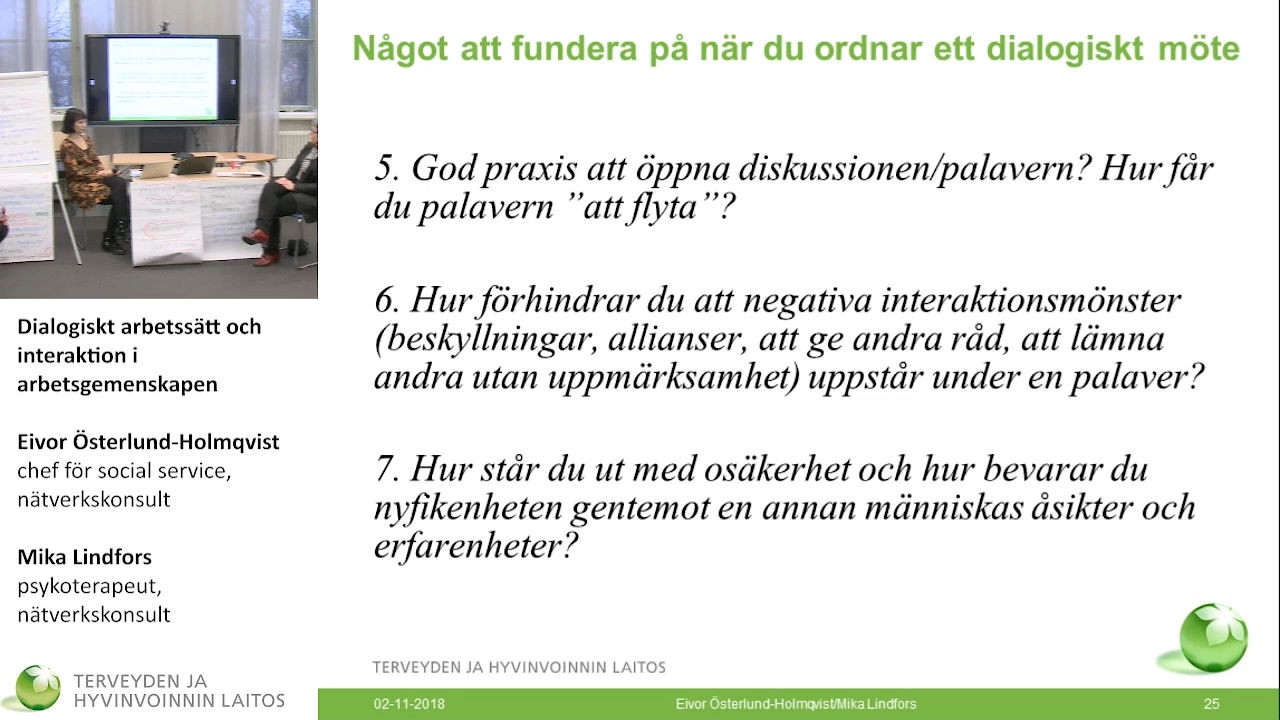 Något att fundera på när du ordnar ett dialogiskt möte
5. God praxis att öppna diskussionen/palavern? Hur får
du palavern ”att flyta”?
6. Hur förhindrar du att negativa interaktionsmönster
(beskyllningar, allianser, att ge andra råd, att lämna
andra utan uppmärksamhet) uppstår under en palaver?
7. Hur står du ut med osäkerhet och hur bevarar du
nyfikenheten gentemot en annan människas åsikter och
erfarenheter?
TERVEYDEN JA HYVINVOINNIN LAITOS
02-11-2018
Eivor Österlund-Holmqvist/Mika Lindfors
25
Dialogiskt arbetssätt och
interaktion i
arbetsgemenskapen
Eivor Österlund-Holmqvist
chef för social service,
nätverkskonsult
Mika Lindfors
psykoterapeut,
nätverkskonsult
TERVEYDEN JA
HYVINVOINNIN LAITOS